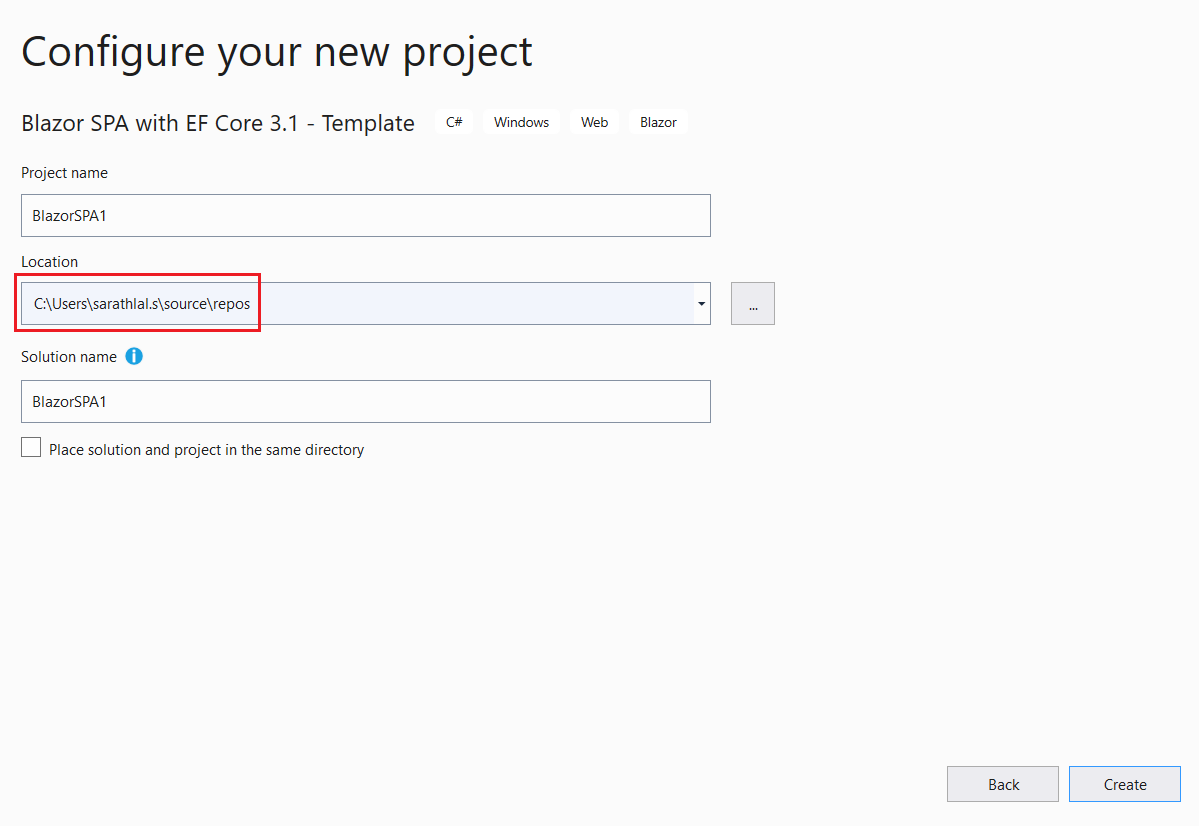 Configure your new project
Blazor SPA with EF Core 3.1 - Template C# Windows Web Blazor
Project name
BlazorSPA1
Location
C:\Users\sarathlal.s\source\repos ...
Solution name i
BlazorSPA1
Place solution and project in the same directory
Back Create